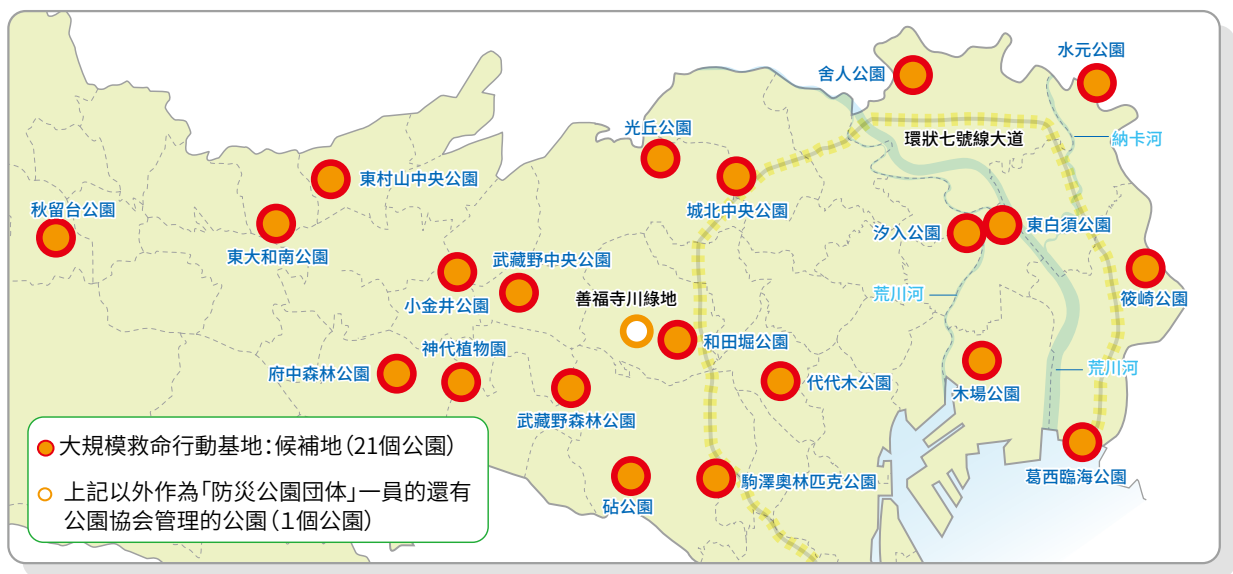 水元公園
舍人公園
光丘公園
環狀七號線大道
納卡河
東村山中央公園
秋留台公園
城北中央公園
汐入公園
東白須公園
東大和南公園
武藏野中央公園
小金井公園
善福寺川綠地
荒川河
筱崎公園
神代植物園
和田堀公園
府中森林公園
代代木公園
荒川河
木場公園
武藏野森林公園
大規模救命行動基地：候補地（21個公園）
上記以外作為「防災公園団体」一員的還有
公園協会管理的公園（1個公園）
砧公園
駒澤奧林匹克公園
葛西臨海公園